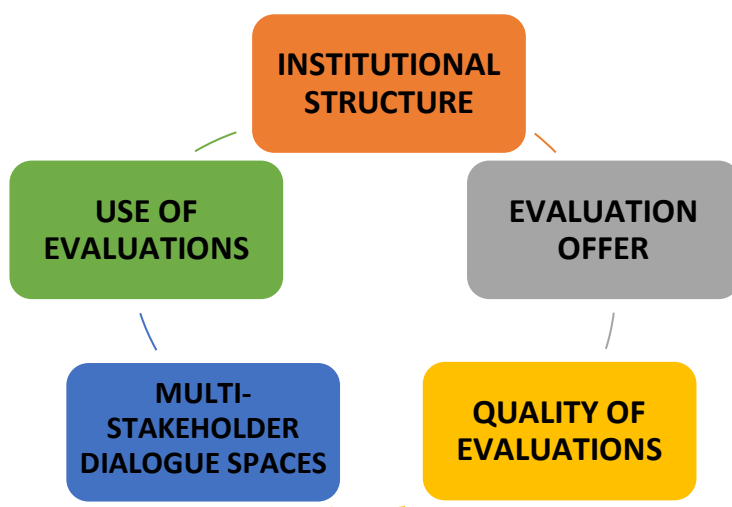 INSTITUTIONAL
STRUCTURE
USE OF
EVALUATIONS
EVALUATION
OFFER
MULTI-
STAKEHOLDER
DIALOGUE SPACES
QUALITY OF
EVALUATIONS